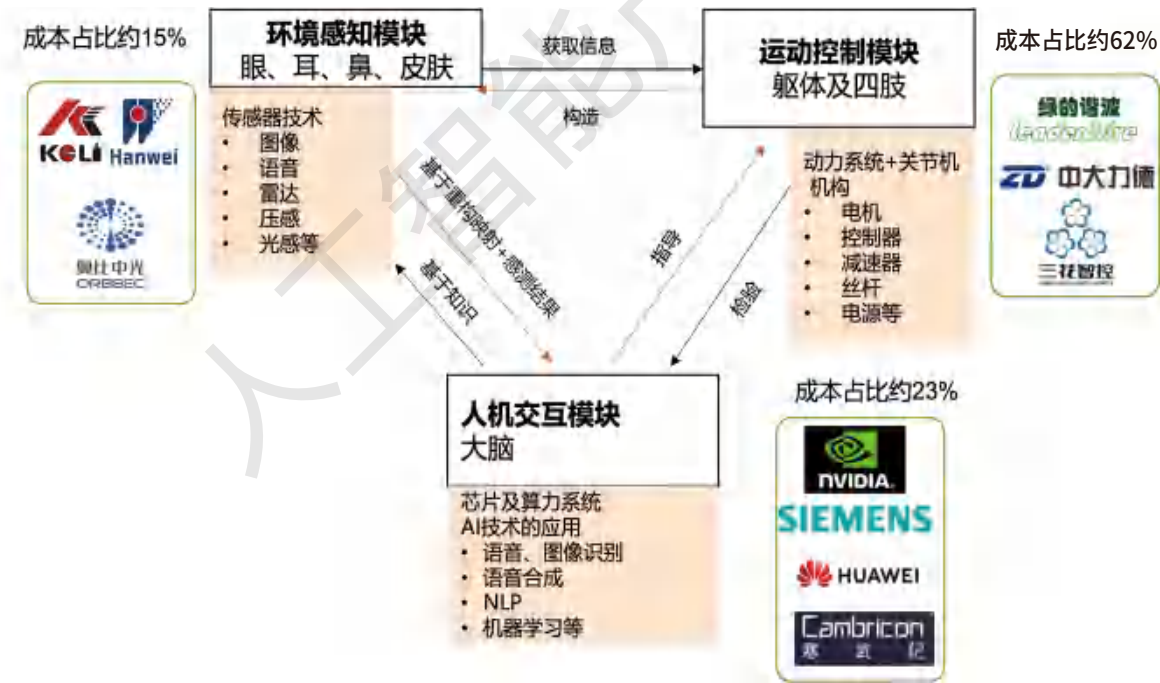 成本占比约15%
环境感知模块
眼、耳、鼻、皮肤
获取信息
构造
运动控制模块
躯体及四肢
成本占比约62%
KELI
Hanwei
奥比中光
ORBBEC
传感器技术
• 图像
• 语音
• 雷达
• 压感
• 光感等
基于重构映射+感测结果
基于知识
指导
检验
动力系统+关节机
机构
• 电机
• 控制器
• 减速器
• 丝杆
• 电源等
绿的谐波
leaderdrive
ZD 中大力德
三花智控
人机交互模块
大脑
芯片及算力系统
AI技术的应用
• 语音、图像识别
• 语音合成
• NLP
• 机器学习等
成本占比约23%
NVIDIA.
SIEMENS
HUAWEI
Cambricon
寒武纪
人工智能